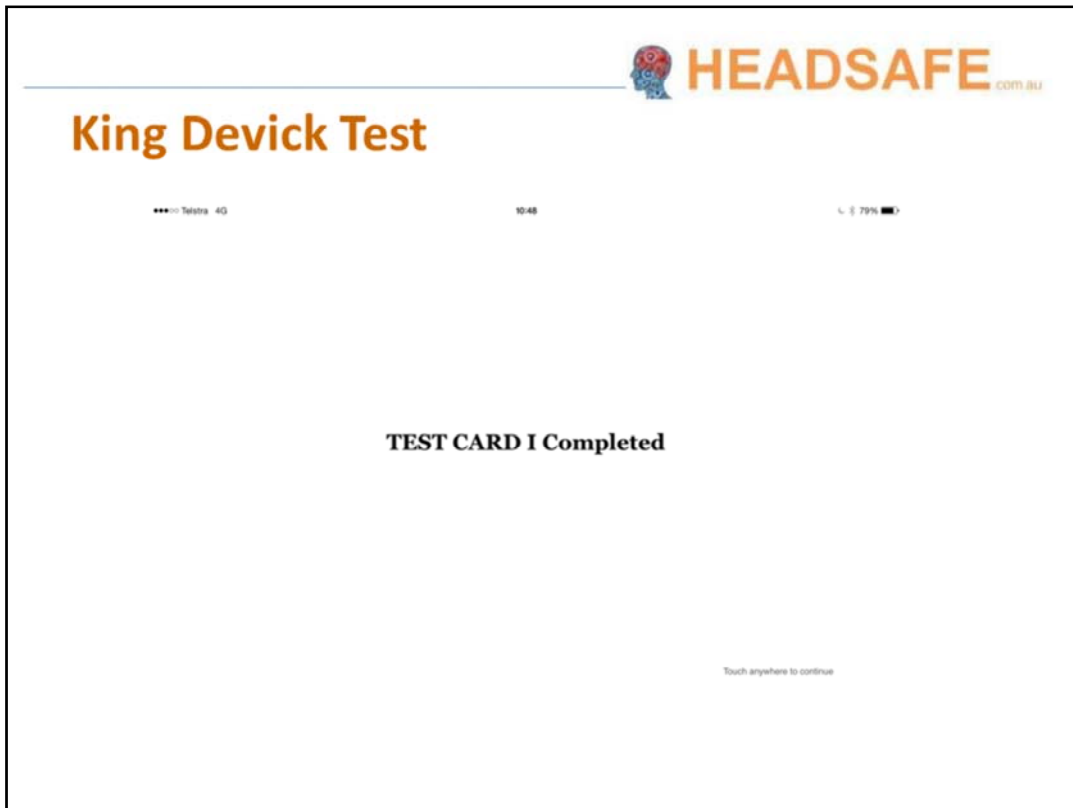 HEADSAFE.com.au
King Devick Test
Telstra 4G 10:48 79%
TEST CARD I Completed
Touch anywhere to continue